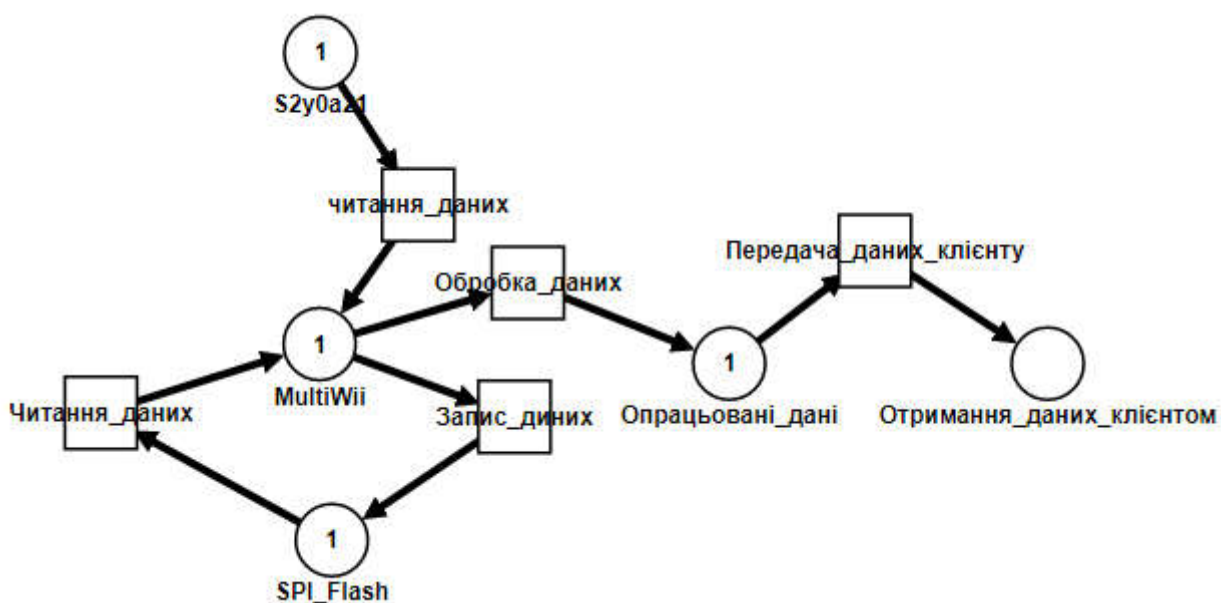 1
S2y0a21
читання_даних
Передача_даних_клієнту
Обробка_даних
1
MultiWii
1
Опрацьовані_дані
Отримання_даних_клієнтом
Читання_даних
Запис_диних
1
SPI_Flash